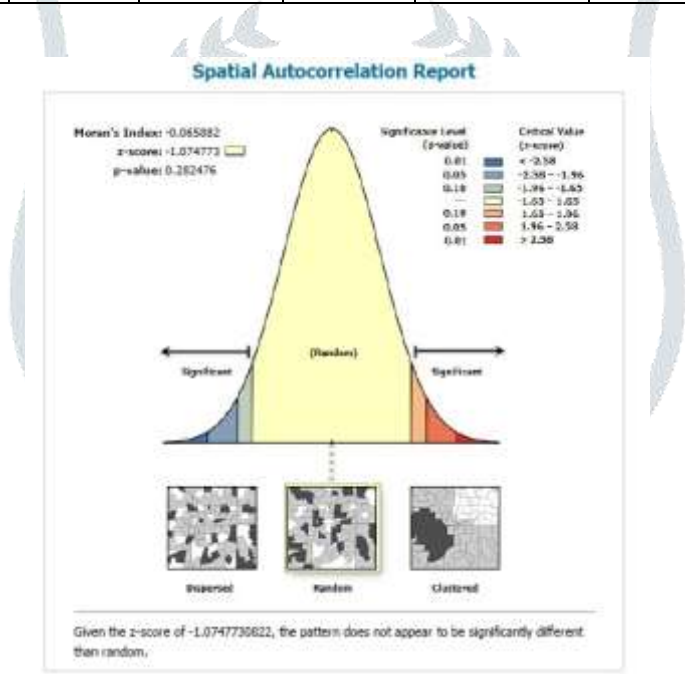 Spatial Autocorrelation Report
Moran's Index: -0.065882
z-score: -1.074773
p-value: 0.282476
Significance Level
(p-value)
Critical Value
(z-score)
0.01 < -2.58
0.05 -2.58 - -1.96
0.10 -1.96 - -1.65
— -1.65 - 1.65
0.10 1.65 - 1.96
0.05 1.96 - 2.58
0.01 > 2.58
(Random)
Significant
Significant
Dispersed
Random
Clustered
Given the z-score of -1.0747730822, the pattern does not appear to be significantly different
than random.